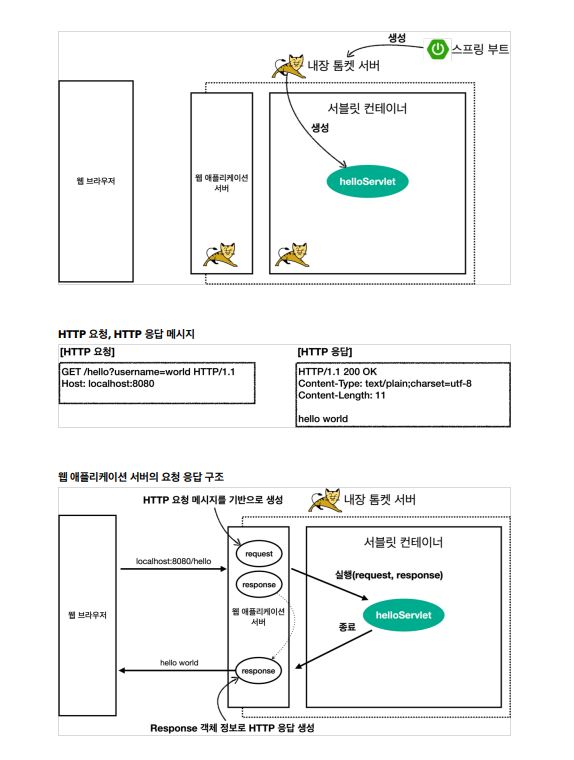 생성
스프링 부트
내장 톰켓 서버
서블릿 컨테이너
생성
웹 브라우저
웹 애플리케이션
서버
helloServlet
HTTP 요청, HTTP 응답 메시지
[HTTP 요청]
GET /hello?username=world HTTP/1.1
Host: localhost:8080
[HTTP 응답]
HTTP/1.1 200 OK
Content-Type: text/plain;charset=utf-8
Content-Length: 11
hello world
웹 애플리케이션 서버의 요청 응답 구조
HTTP 요청 메시지를 기반으로 생성
내장 톰켓 서버
서블릿 컨테이너
request
localhost:8080/hello
실행(request, response)
response
웹 브라우저
웹 애플리케이션
서버
helloServlet
종료
hello world
response
Response 객체 정보로 HTTP 응답 생성